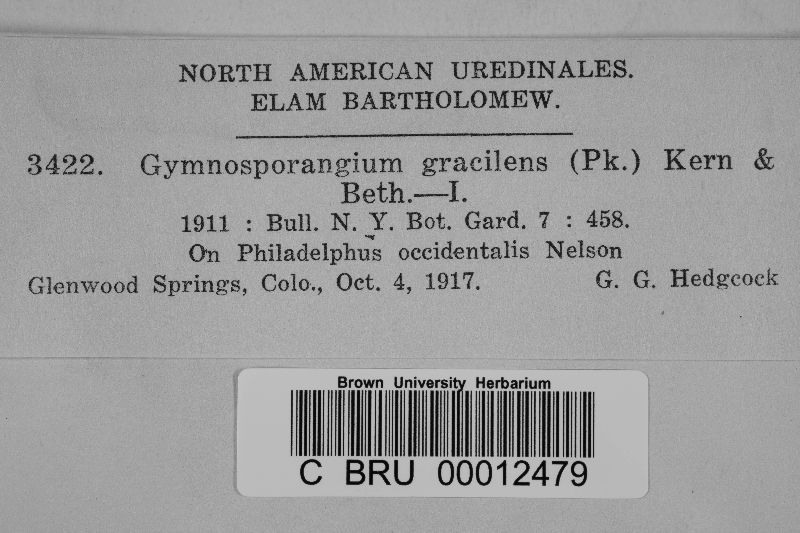 NORTH AMERICAN UREDINALES.
ELAM BARTHOLOMEW.
3422. Gymnosporangium gracilens (Pk.) Kern &
Beth.—I.
1911 : Bull. N. Y. Bot. Gard. 7 : 458.
On Philadelphus occidentalis Nelson
Glenwood Springs, Colo., Oct. 4, 1917. G. G. Hedgcock
Brown University Herbarium
C BRU 00012479